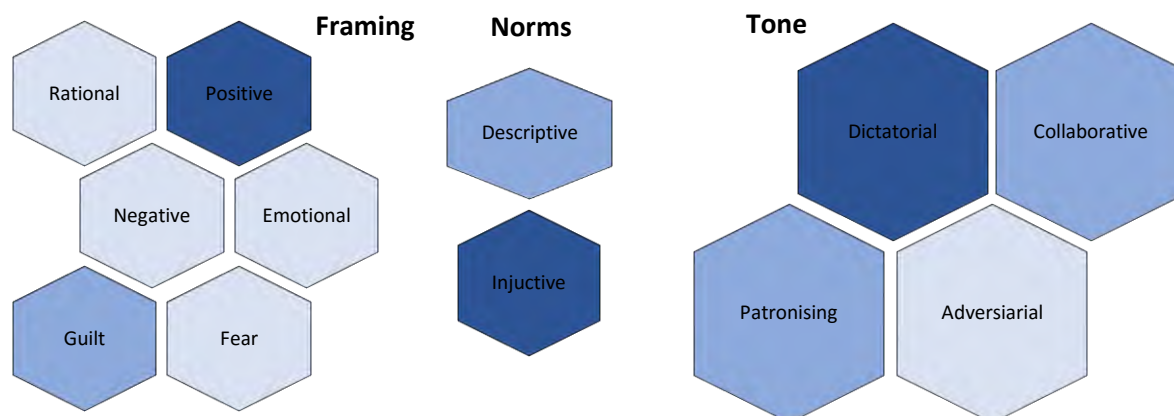 Framing
Rational
Positive
Negative
Emotional
Guilt
Fear
Norms
Descriptive
Injuctive
Tone
Dictatorial
Collaborative
Patronising
Adversiarial